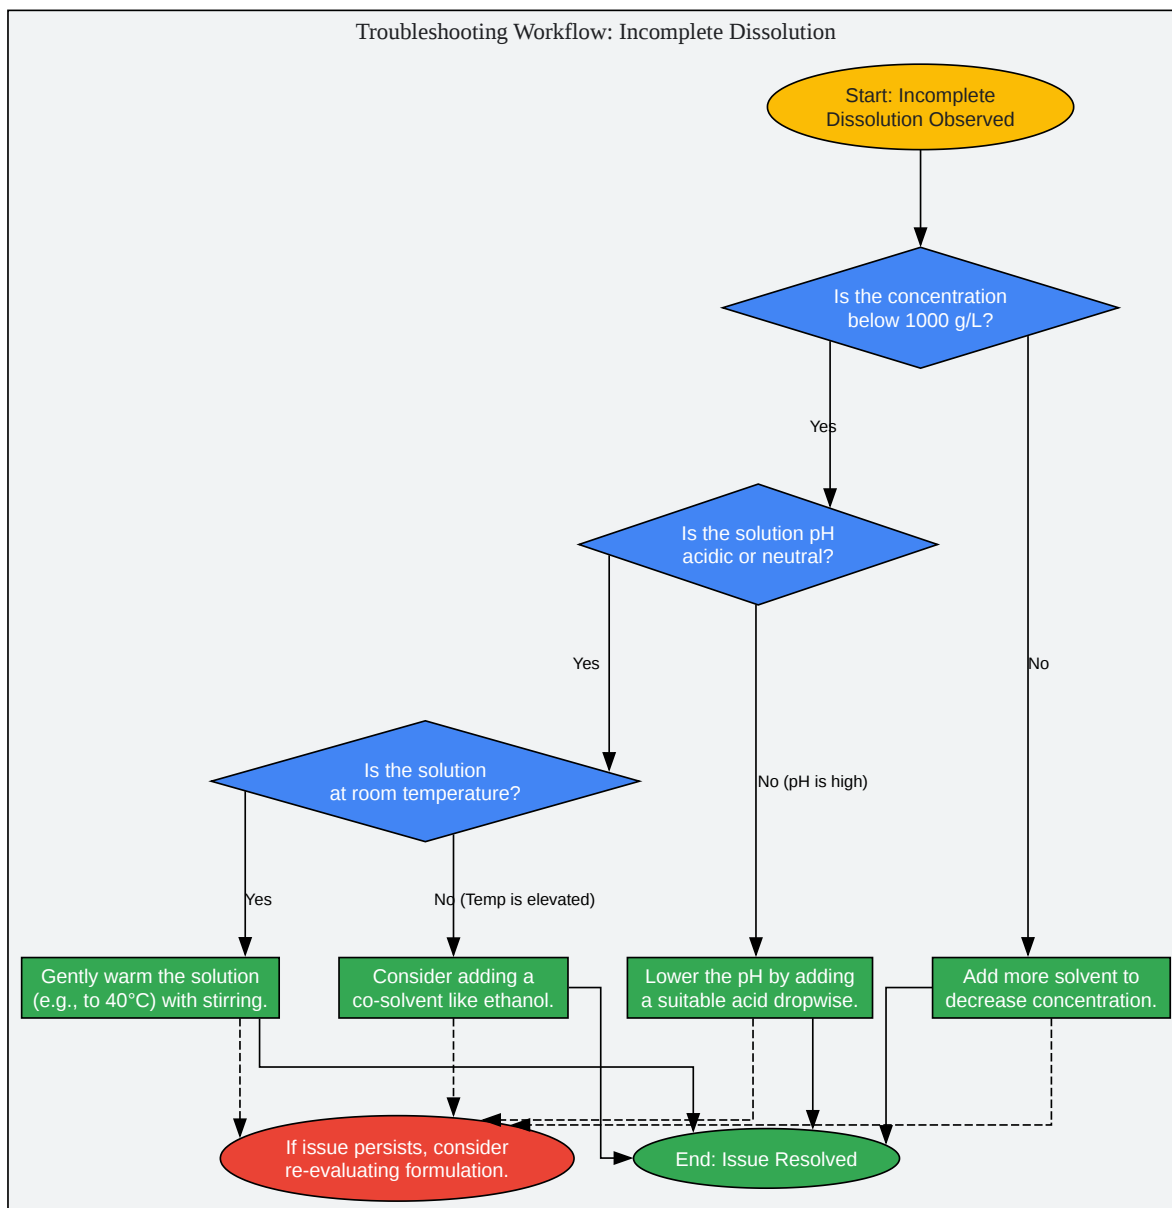 Troubleshooting Workflow: Incomplete Dissolution
Start: Incomplete
Dissolution Observed
Is the concentration
below 1000 g/L?
Yes
Is the solution pH
acidic or neutral?
Yes
No
Is the solution
at room temperature?
No (pH is high)
Yes
No (Temp is elevated)
Gently warm the solution
(e.g., to 40°C) with stirring.
Consider adding a
co-solvent like ethanol.
Lower the pH by adding
a suitable acid dropwise.
Add more solvent to
decrease concentration.
If issue persists, consider
re-evaluating formulation.
End: Issue Resolved